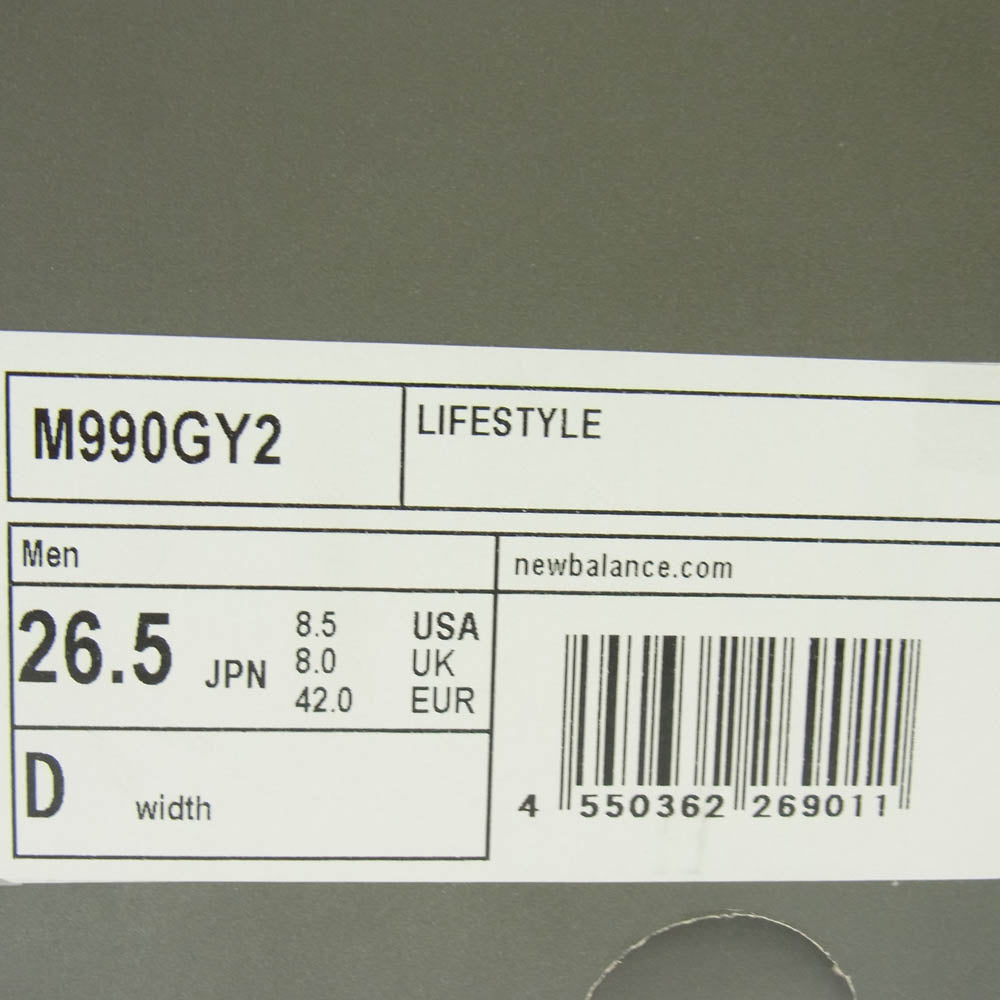 M990GY2
LIFESTYLE
Men
newbalance.com
26.5 JPN
8.5 USA
8.0 UK
42.0 EUR
D width
4 550362 269011